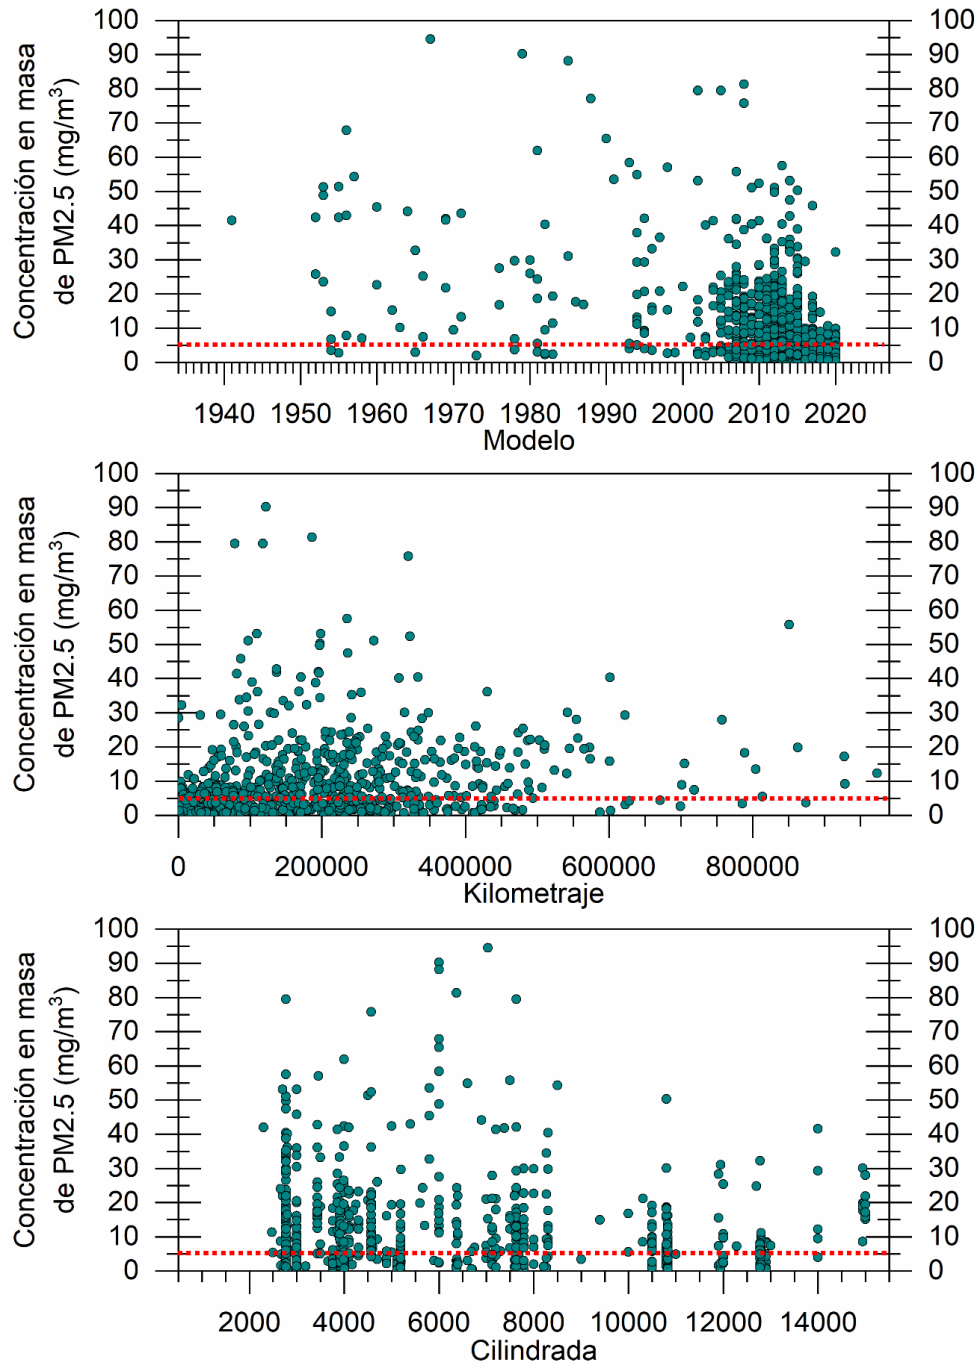 Concentración en masa
de PM2.5 (mg/m³)
100 90 80 70 60 50 40 30 20 10 0
100 90 80 70 60 50 40 30 20 10 0
1940 1950 1960 1970 1980 1990 2000 2010 2020
Modelo
Concentración en masa
de PM2.5 (mg/m³)
100 90 80 70 60 50 40 30 20 10 0
100 90 80 70 60 50 40 30 20 10 0
0 200000 400000 600000 800000
Kilometraje
Concentración en masa
de PM2.5 (mg/m³)
100 90 80 70 60 50 40 30 20 10 0
100 90 80 70 60 50 40 30 20 10 0
2000 4000 6000 8000 10000 12000 14000
Cilindrada